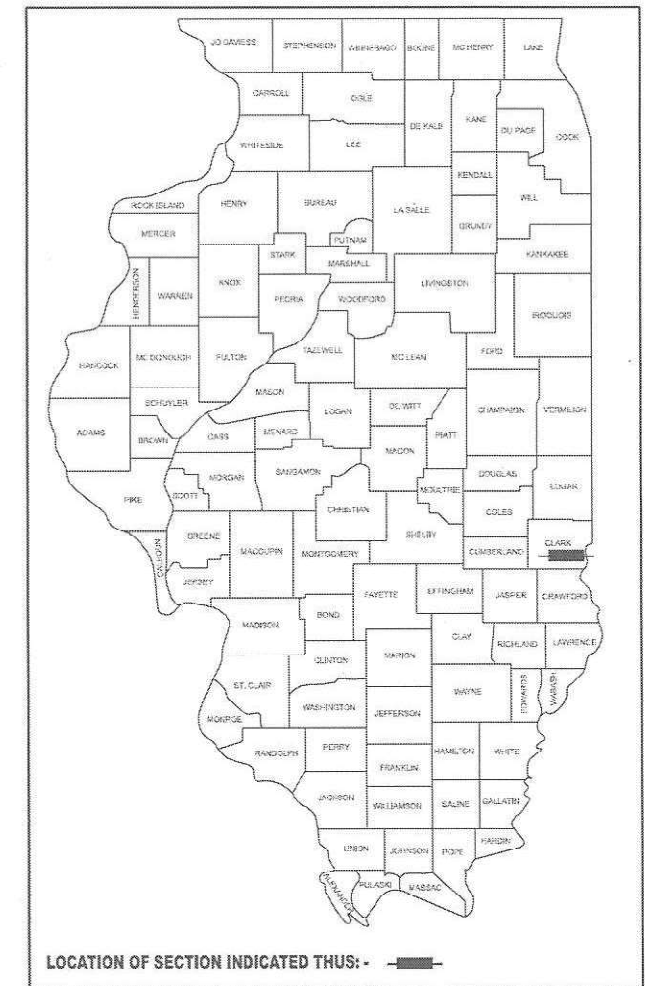 JO DAVIESS STEPHENSON WINNEBAGO BOONE MC HENRY LAKE
CARROLL OGLE
DE KALB KANE DU PAGE COOK
WHITESIDE LEE
KENDALL
ROCK ISLAND HENRY BUREAU LA SALLE WILL
MERCER PUTNAM GRUNDY
STARK MARSHALL KANKAKEE
HENDERSON WARREN KNOX PEORIA WOODFORD LIVINGSTON IROQUOIS
HANCOCK MC DONOUGH FULTON TAZEWELL MC LEAN FORD
MASON
SCHUYLER LOGAN DE WITT CHAMPAIGN VERMILION
ADAMS BROWN CASS MENARD MACON PIATT
SANGAMON DOUGLAS EDGAR
PIKE SCOTT MORGAN CHRISTIAN MOULTRIE COLES
CALHOUN GREENE MACOUPIN MONTGOMERY SHELBY CUMBERLAND CLARK
JERSEY FAYETTE EFFINGHAM JASPER CRAWFORD
MADISON BOND
CLAY RICHLAND LAWRENCE
CLINTON MARION
ST. CLAIR WAYNE EDWARDS WABASH
MONROE WASHINGTON JEFFERSON
RANDOLPH PERRY HAMILTON WHITE
FRANKLIN
JACKSON WILLIAMSON SALINE GALLATIN
UNION JOHNSON POPE HARDIN
ALEXANDER PULASKI MASSAC
LOCATION OF SECTION INDICATED THUS: -